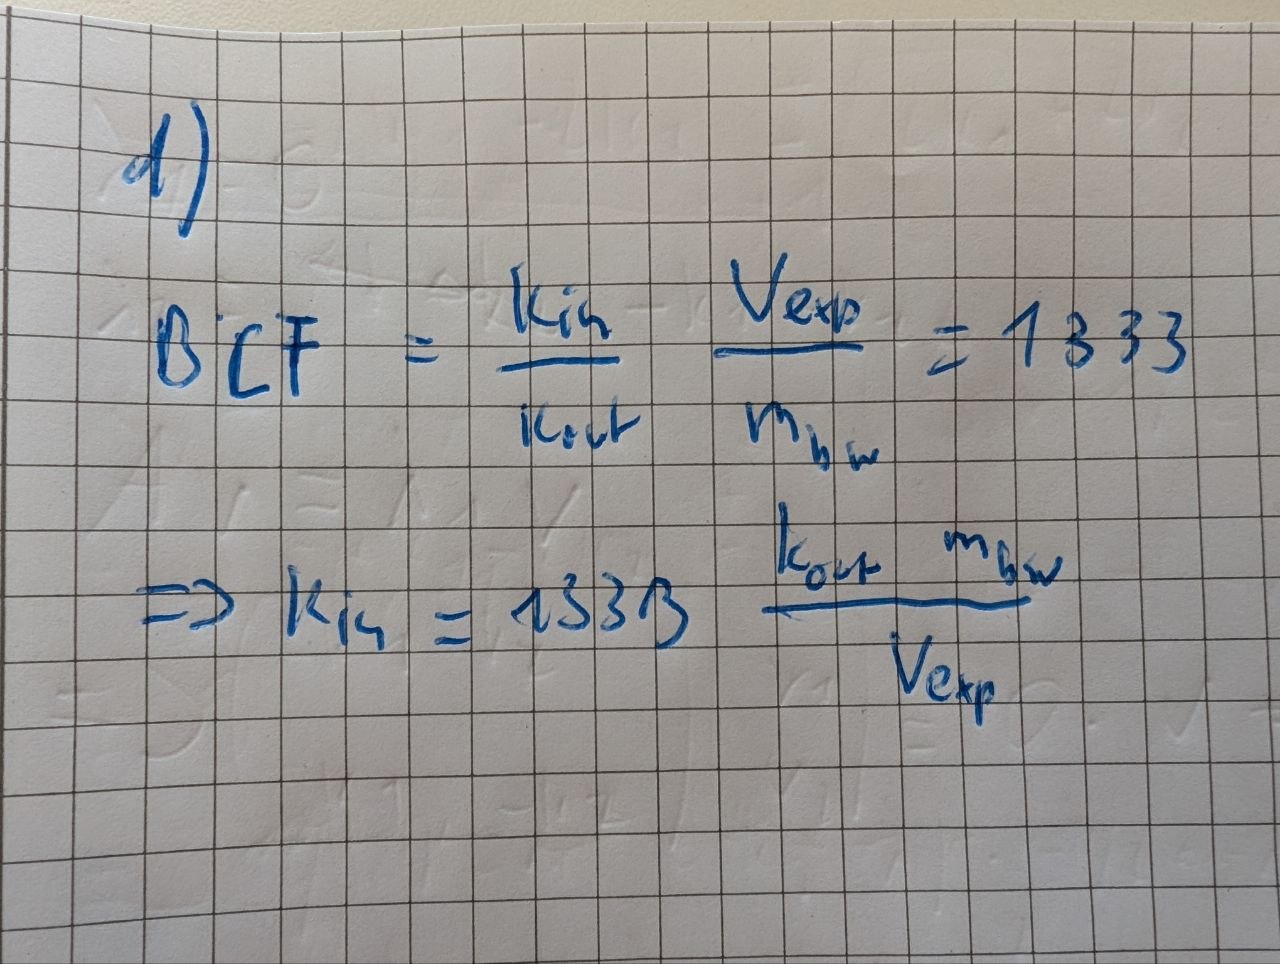 d)
BCF = kin/kout Vexp/mbw = 1333
=> kin = 1333 kout mbw/Vexp